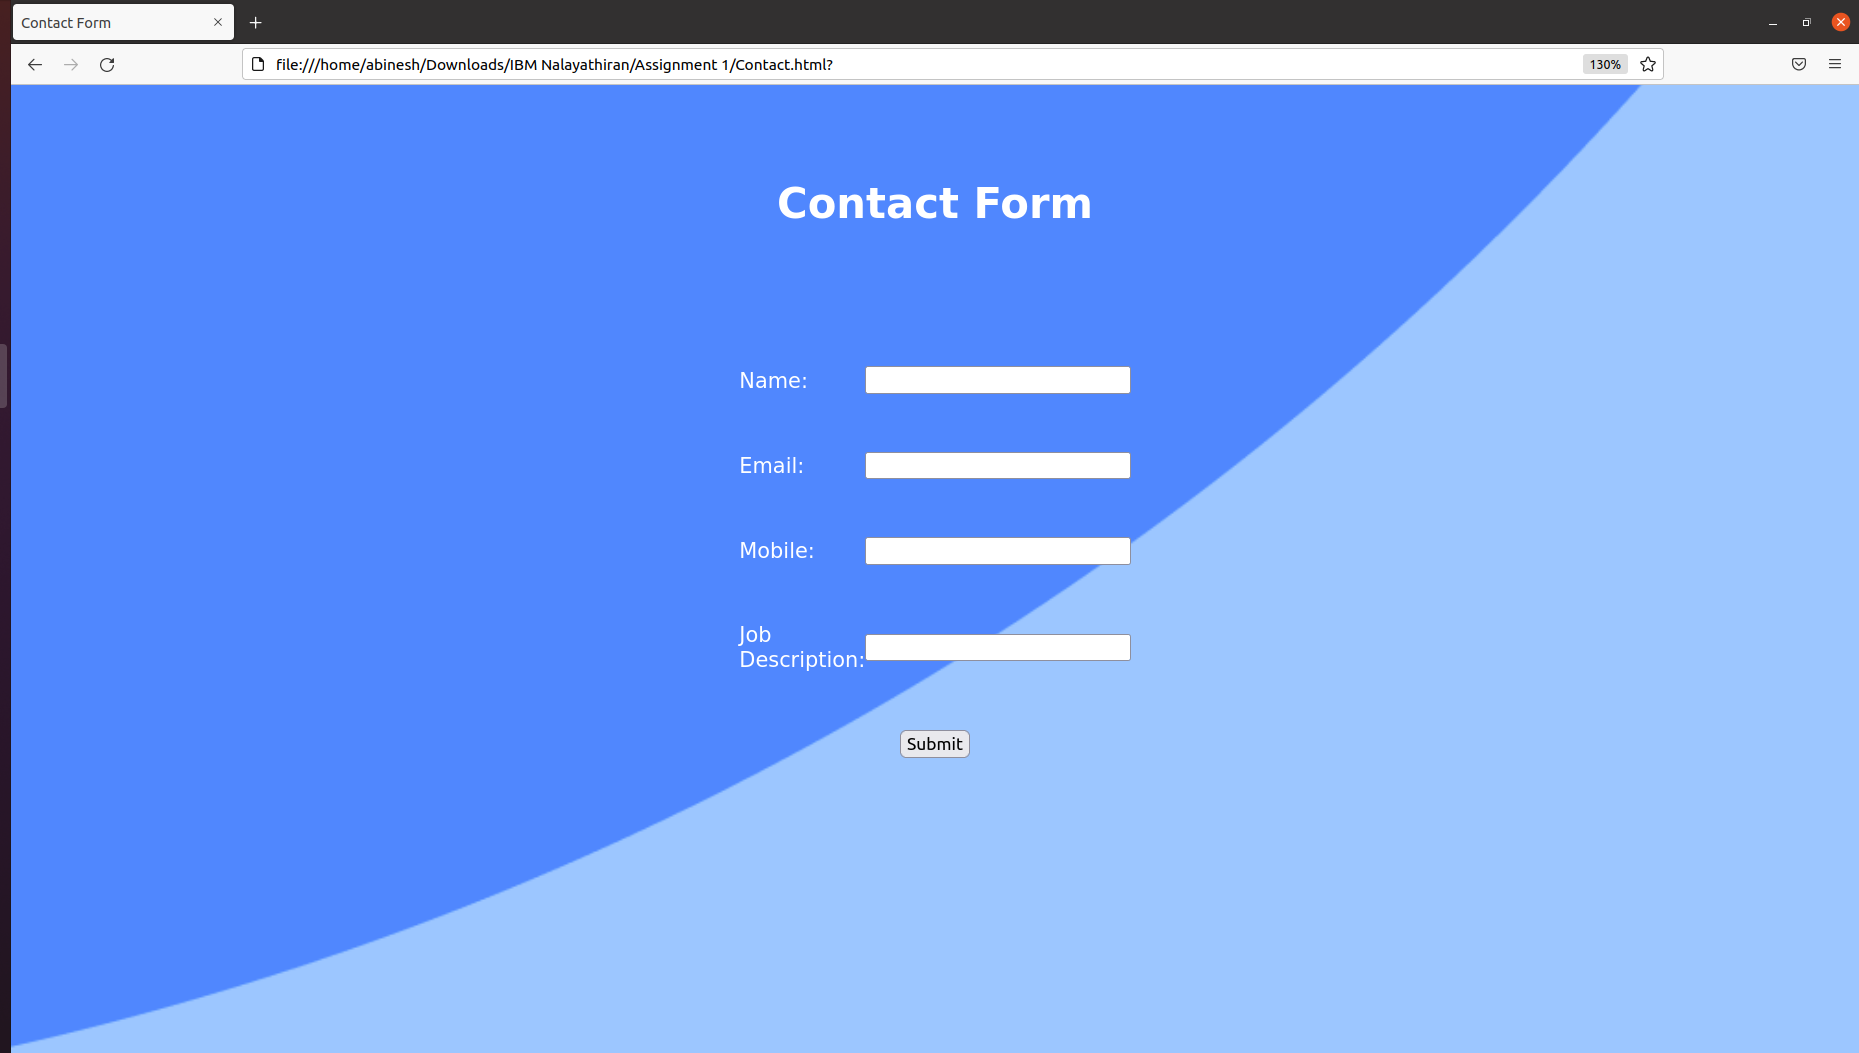 Contact Form
file:///home/abinesh/Downloads/IBM Nalayathiran/Assignment 1/Contact.html?
130%
Contact Form
Name:
Email:
Mobile:
Job
Description:
Submit